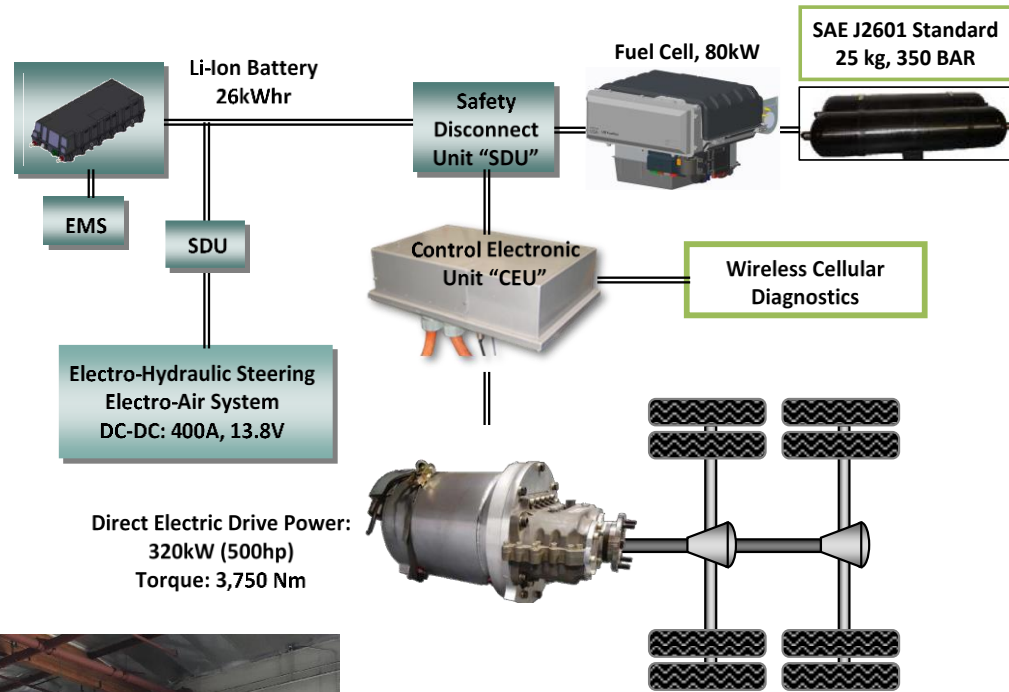 SAE J2601 Standard
25 kg, 350 BAR
Fuel Cell, 80kW
Li-Ion Battery
26kWhr
Safety
Disconnect
Unit “SDU”
EMS
SDU
Control Electronic
Unit “CEU”
Wireless Cellular
Diagnostics
Electro-Hydraulic Steering
Electro-Air System
DC-DC: 400A, 13.8V
Direct Electric Drive Power:
320kW (500hp)
Torque: 3,750 Nm